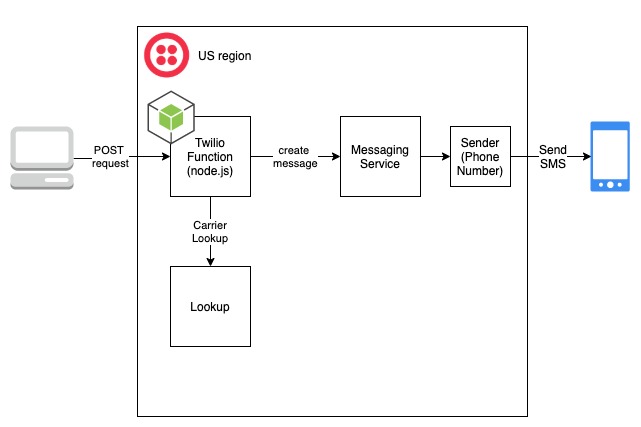 US region
POST
request
Twilio
Function
(node.js)
create
message
Messaging
Service
Sender
(Phone
Number)
Send
SMS
Carrier
Lookup
Lookup